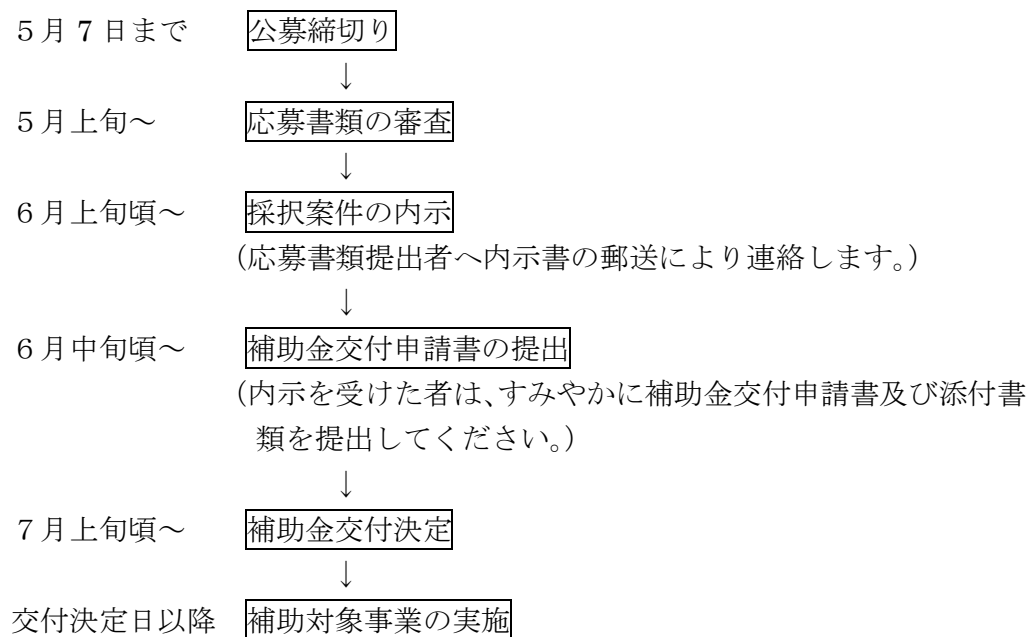 ５月７日まで　　公募締切り
↓
５月上旬～　　応募書類の審査
↓
６月上旬頃～　　採択案件の内示
（応募書類提出者へ内示書の郵送により連絡します。）
↓
６月中旬頃～　　補助金交付申請書の提出
（内示を受けた者は、すみやかに補助金交付申請書及び添付書
類を提出してください。）
↓
７月上旬頃～　　補助金交付決定
↓
交付決定日以降　補助対象事業の実施